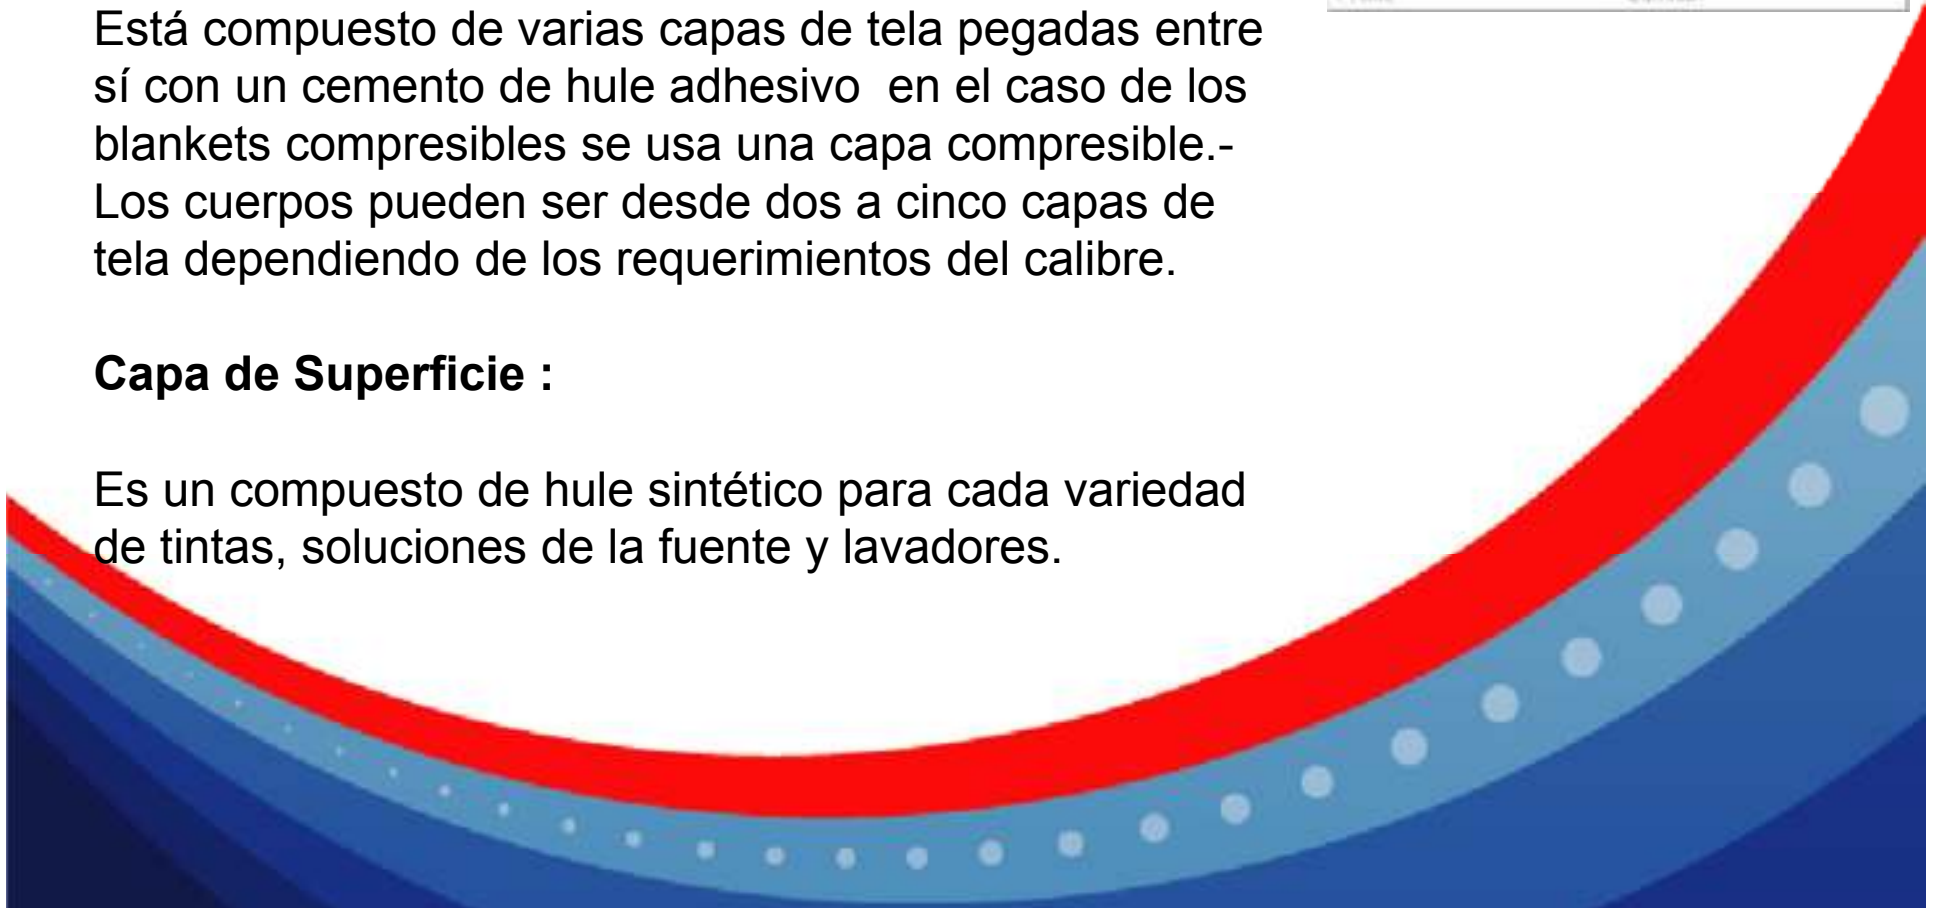 Está compuesto de varias capas de tela pegadas entre
sí con un cemento de hule adhesivo  en el caso de los
blankets compresibles se usa una capa compresible.-
Los cuerpos pueden ser desde dos a cinco capas de
tela dependiendo de los requerimientos del calibre.
Capa de Superficie :
Es un compuesto de hule sintético para cada variedad
de tintas, soluciones de la fuente y lavadores.